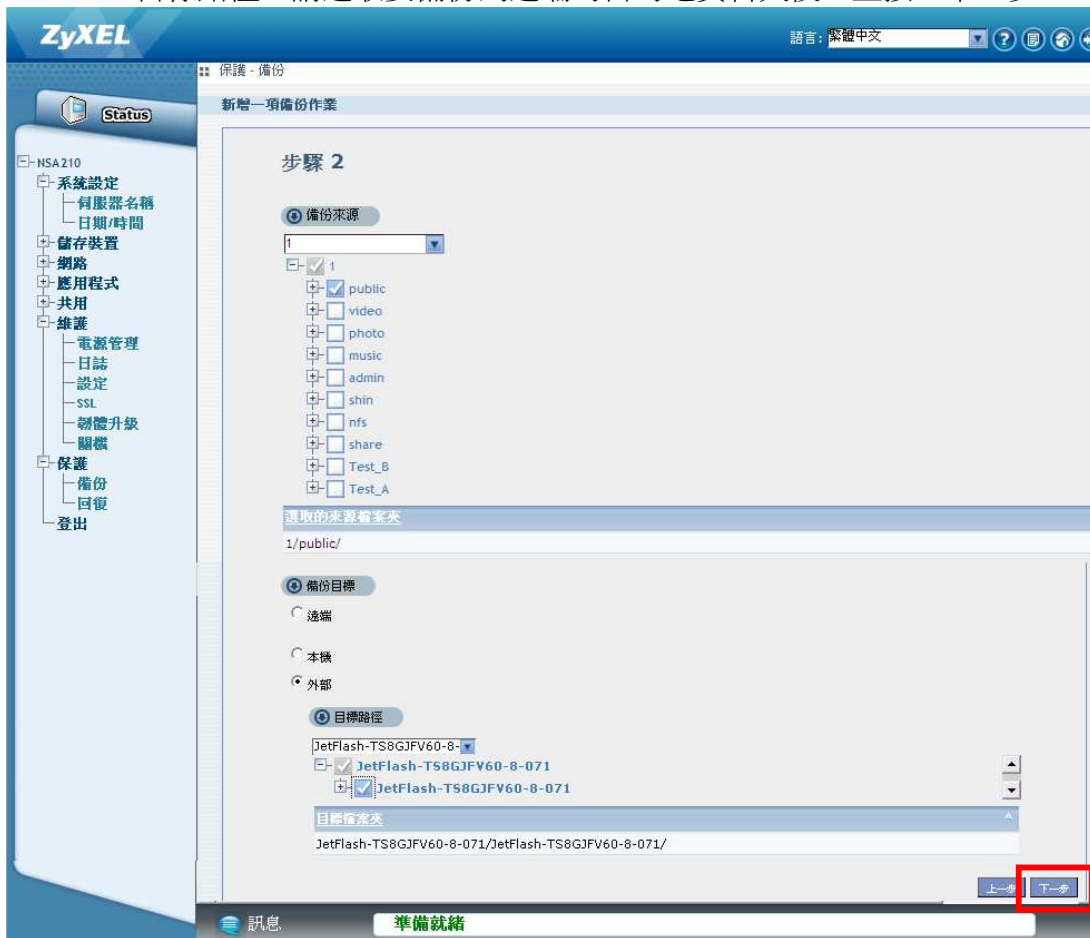 ZyXEL
語言: 繁體中文
保護 - 備份
Status
新增一項備份作業
NSA210
系統設定
伺服器名稱
日期/時間
儲存裝置
網路
應用程式
共用
維護
電源管理
日誌
設定
SSL
韌體升級
關機
保護
備份
回復
登出
步驟 2
備份來源
1
1
public
video
photo
music
admin
shin
nfs
share
Test_B
Test_A
選取的來源檔案夾
1/public/
備份目標
遠端
本機
外部
目標路徑
JetFlash-TS8GJFV60-8-
JetFlash-TS8GJFV60-8-071
JetFlash-TS8GJFV60-8-071
目標檔案夾
JetFlash-TS8GJFV60-8-071/JetFlash-TS8GJFV60-8-071/
上一步 下一步
訊息 準備就緒